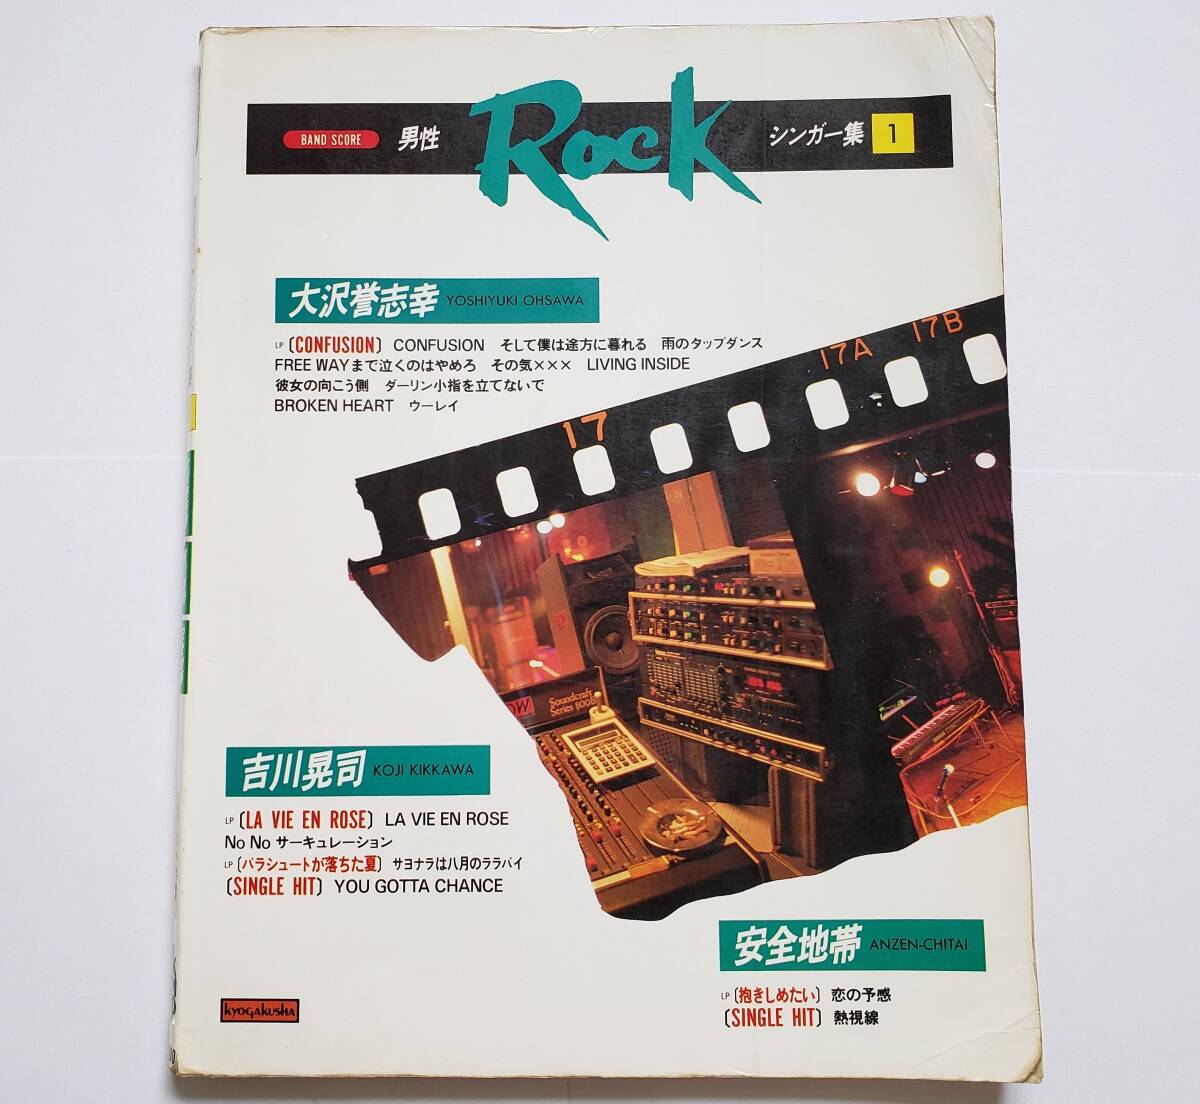 BAND SCORE 男性 Rock シンガー集 1
大沢誉志幸 YOSHIYUKI OHSAWA
LP〔CONFUSION〕 CONFUSION そして僕は途方に暮れる 雨のタップダンス
FREE WAYまで泣くのはやめろ その気××× LIVING INSIDE
彼女の向こう側 ダーリン小指を立てないで
BROKEN HEART ウーレイ
17 17A 17B
Soundcraft
Series 800B
吉川晃司 KOJI KIKKAWA
LP〔LA VIE EN ROSE〕 LA VIE EN ROSE
No No サーキュレーション
LP〔パラシュートが落ちた夏〕 サヨナラは八月のララバイ
〔SINGLE HIT〕 YOU GOTTA CHANCE
安全地帯 ANZEN-CHITAI
LP〔抱きしめたい〕 恋の予感
〔SINGLE HIT〕 熱視線
kyogakusha